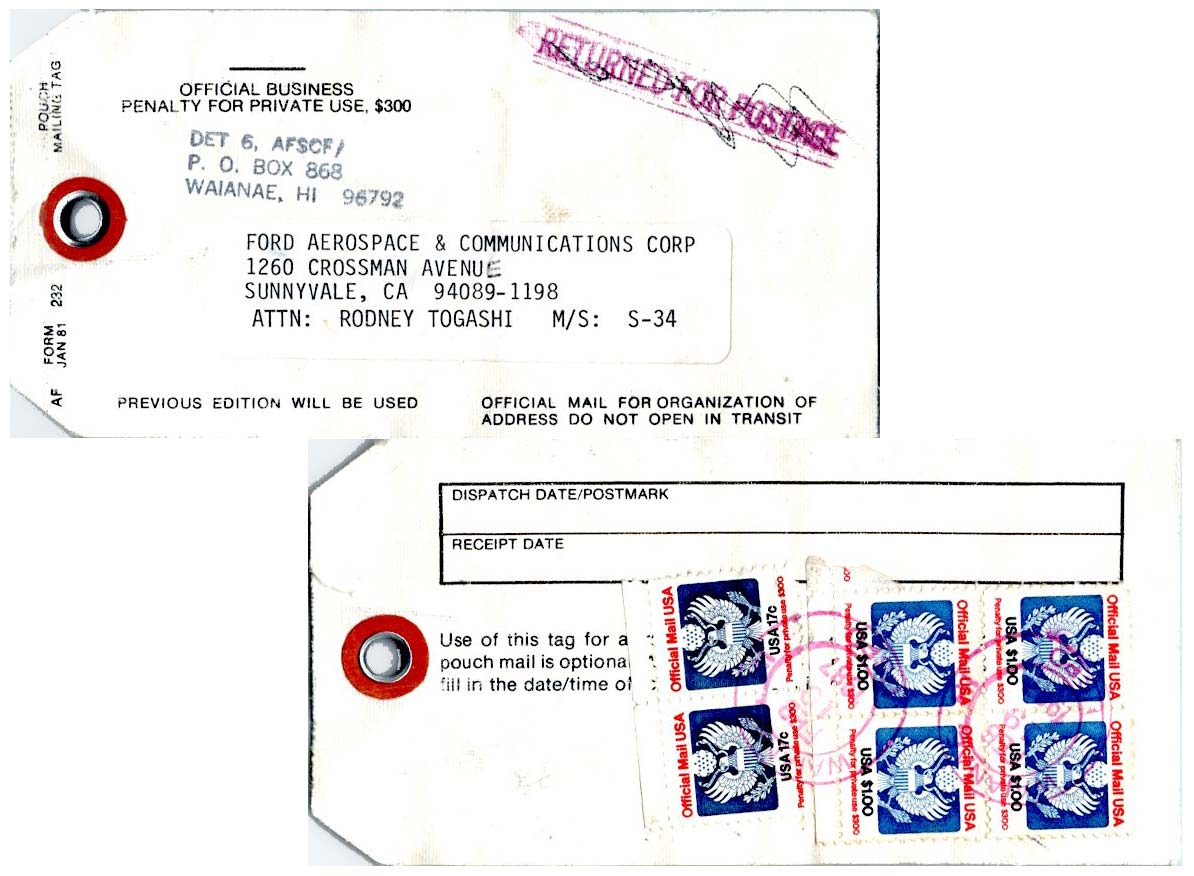 POUCH
MAILING TAG
OFFICIAL BUSINESS
PENALTY FOR PRIVATE USE, $300
RETURNED FOR POSTAGE
DET 6, AFSCF/
P. O. BOX 868
WAIANAE, HI 96792
FORD AEROSPACE & COMMUNICATIONS CORP
1260 CROSSMAN AVENUE
SUNNYVALE, CA 94089-1198
ATTN: RODNEY TOGASHI M/S: S-34
AF FORM 232
JAN 81
PREVIOUS EDITION WILL BE USED
OFFICIAL MAIL FOR ORGANIZATION OF
ADDRESS DO NOT OPEN IN TRANSIT
DISPATCH DATE/POSTMARK
RECEIPT DATE
Use of this tag for a
pouch mail is optional
fill in the date/time of
Official Mail USA
USA 17c
Penalty for private use $300
Official Mail USA
USA 17c
Penalty for private use $300
Official Mail USA
USA $1.00
Penalty for private use $300
Official Mail USA
USA $1.00
Penalty for private use $300
Official Mail USA
USA $1.00
Penalty for private use $300
Official Mail USA
USA $1.00
Penalty for private use $300